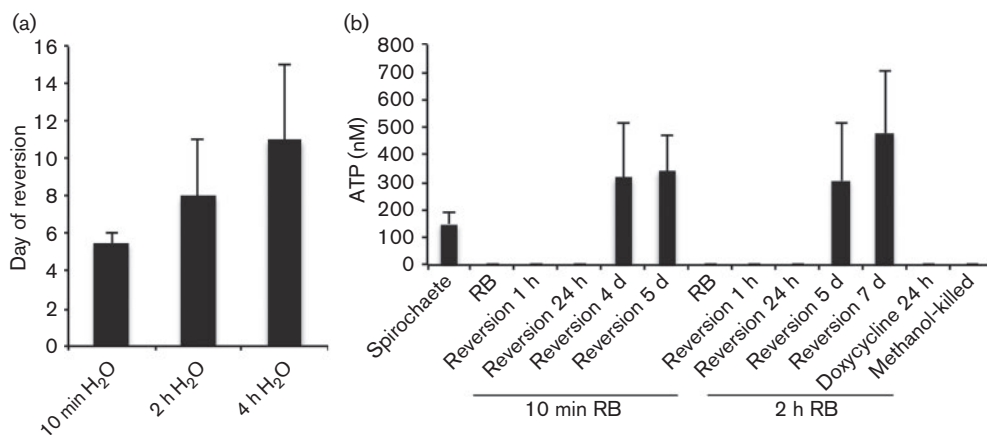 (a)
Day of reversion
16
14
12
10
8
6
4
2
0
10 min H₂O
2 h H₂O
4 h H₂O
(b)
ATP (nM)
800
700
600
500
400
300
200
100
0
Spirochaete
RB
Reversion 1 h
Reversion 24 h
Reversion 4 d
Reversion 5 d
RB
Reversion 1 h
Reversion 24 h
Reversion 5 d
Reversion 7 d
Doxycycline 24 h
Methanol-killed
10 min RB
2 h RB